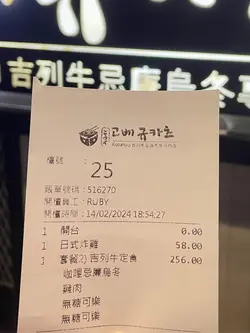 吉列牛忌廉烏冬
고베규카츠
檯號 :
25
賬單號碼 : 516270
開檯員工 : RUBY
開檯時間 : 14/02/2024 18:54:27
1 開台 0.00
1 日式炸雞 58.00
1 套餐2) 吉列牛定食 256.00
咖喱忌廉烏冬
雞肉
無糖可樂
無糖可樂